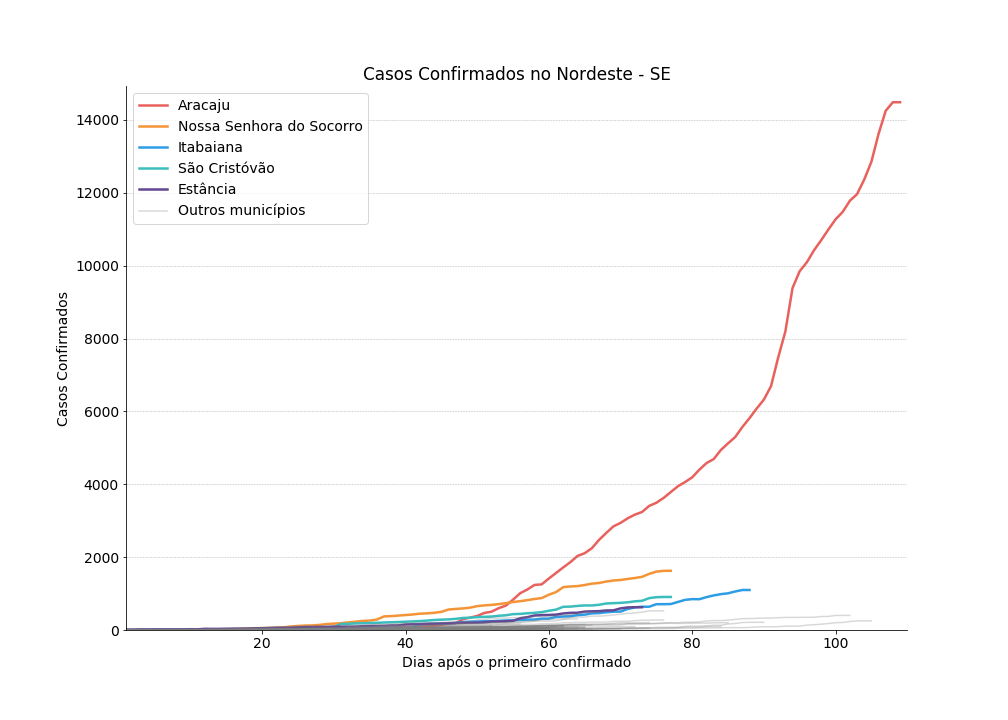 Casos Confirmados no Nordeste - SE
Aracaju
Nossa Senhora do Socorro
Itabaiana
São Cristóvão
Estância
Outros municípios
14000
12000
10000
8000
6000
4000
2000
0
Casos Confirmados
20
40
60
80
100
Dias após o primeiro confirmado